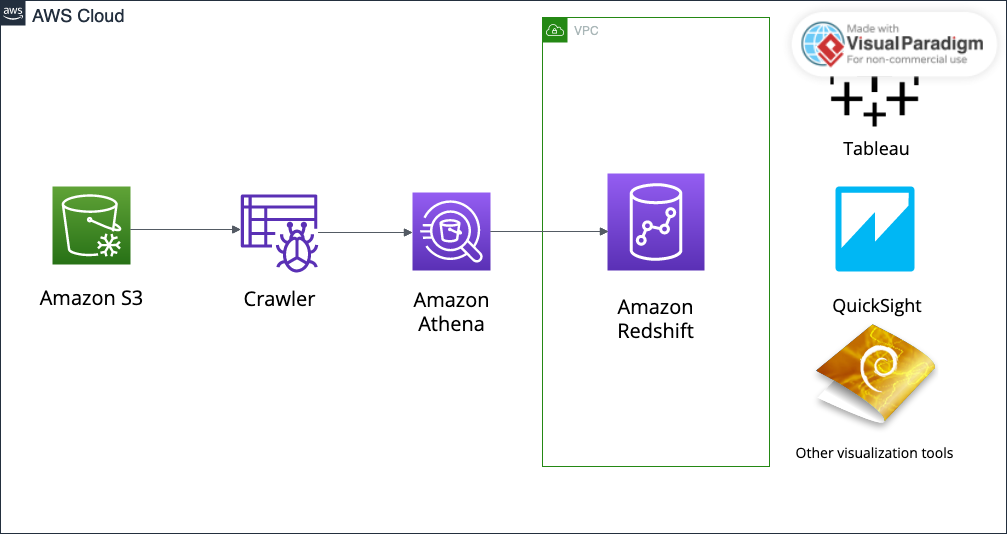 aws
AWS Cloud
VPC
Made with
Visual Paradigm
For non-commercial use
Tableau
Amazon S3
Crawler
Amazon
Athena
Amazon
Redshift
QuickSight
Other visualization tools